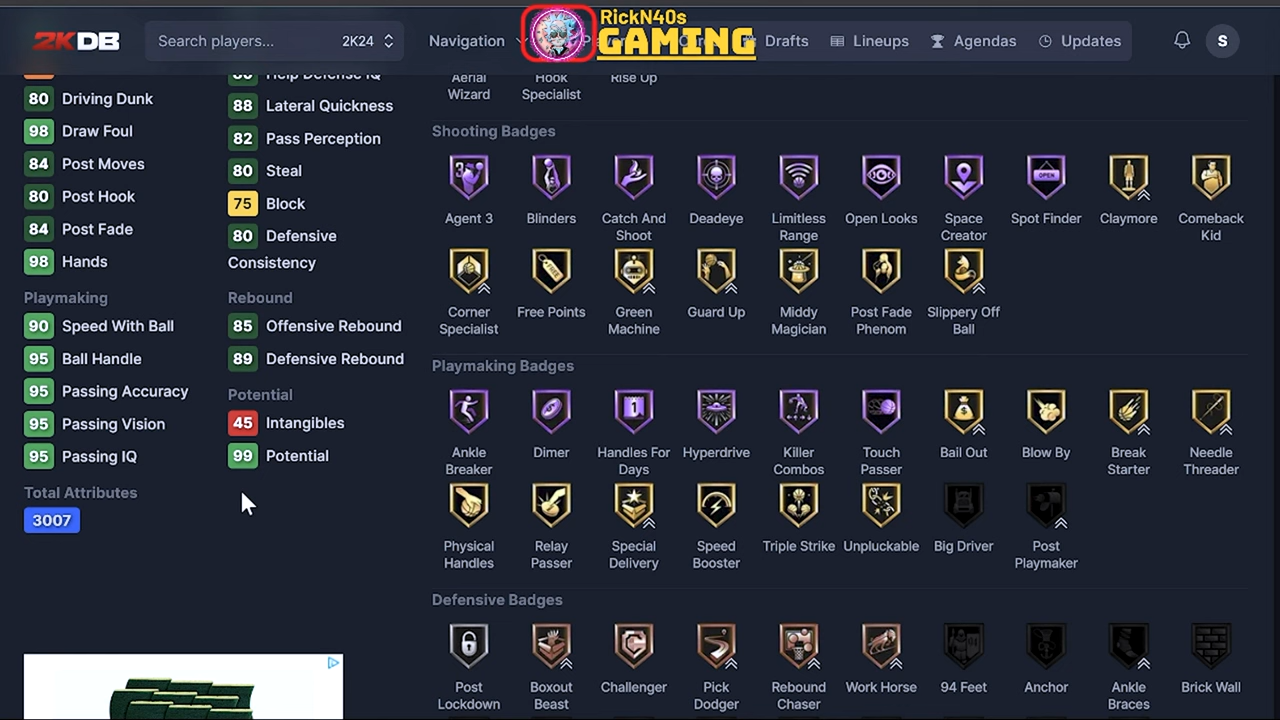 2KDB
Search players...
2K24
Navigation
RickN40s
GAMING
Drafts
Lineups
Agendas
Updates
S
80 Driving Dunk
98 Draw Foul
84 Post Moves
80 Post Hook
84 Post Fade
98 Hands
Playmaking
90 Speed With Ball
95 Ball Handle
95 Passing Accuracy
95 Passing Vision
95 Passing IQ
Total Attributes
3007
Help Defense IQ
88 Lateral Quickness
82 Pass Perception
80 Steal
75 Block
80 Defensive
Consistency
Rebound
85 Offensive Rebound
89 Defensive Rebound
Potential
45 Intangibles
99 Potential
Aerial
Wizard
Hook
Specialist
Rise Up
Shooting Badges
Agent 3
Blinders
Catch And
Shoot
Deadeye
Limitless
Range
Open Looks
Space
Creator
Spot Finder
Claymore
Comeback
Kid
Corner
Specialist
Free Points
Green
Machine
Guard Up
Middy
Magician
Post Fade
Phenom
Slippery Off
Ball
Playmaking Badges
Ankle
Breaker
Dimer
Handles For
Days
Hyperdrive
Killer
Combos
Touch
Passer
Bail Out
Blow By
Break
Starter
Needle
Threader
Physical
Handles
Relay
Passer
Special
Delivery
Speed
Booster
Triple Strike
Unpluckable
Big Driver
Post
Playmaker
Defensive Badges
Post
Lockdown
Boxout
Beast
Challenger
Pick
Dodger
Rebound
Chaser
Work Horse
94 Feet
Anchor
Ankle
Braces
Brick Wall